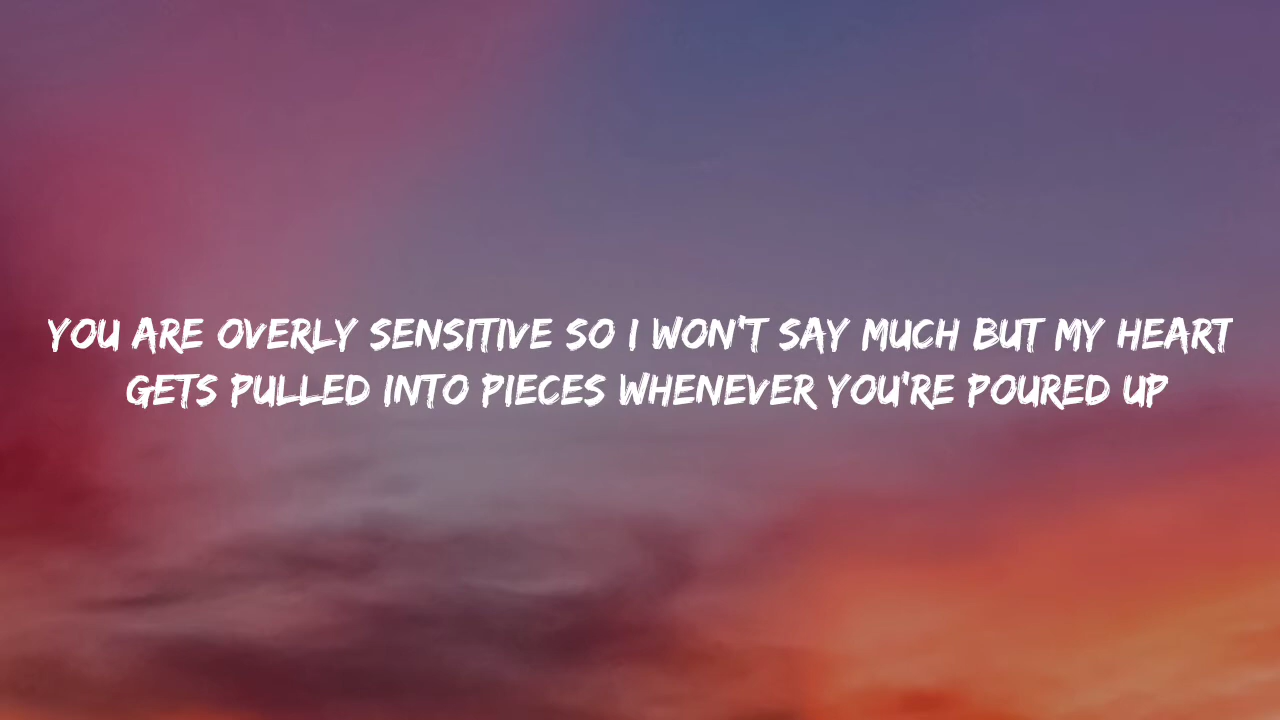 YOU ARE OVERLY SENSITIVE SO I WON'T SAY MUCH BUT MY HEART
GETS PULLED INTO PIECES WHENEVER YOU'RE POURED UP